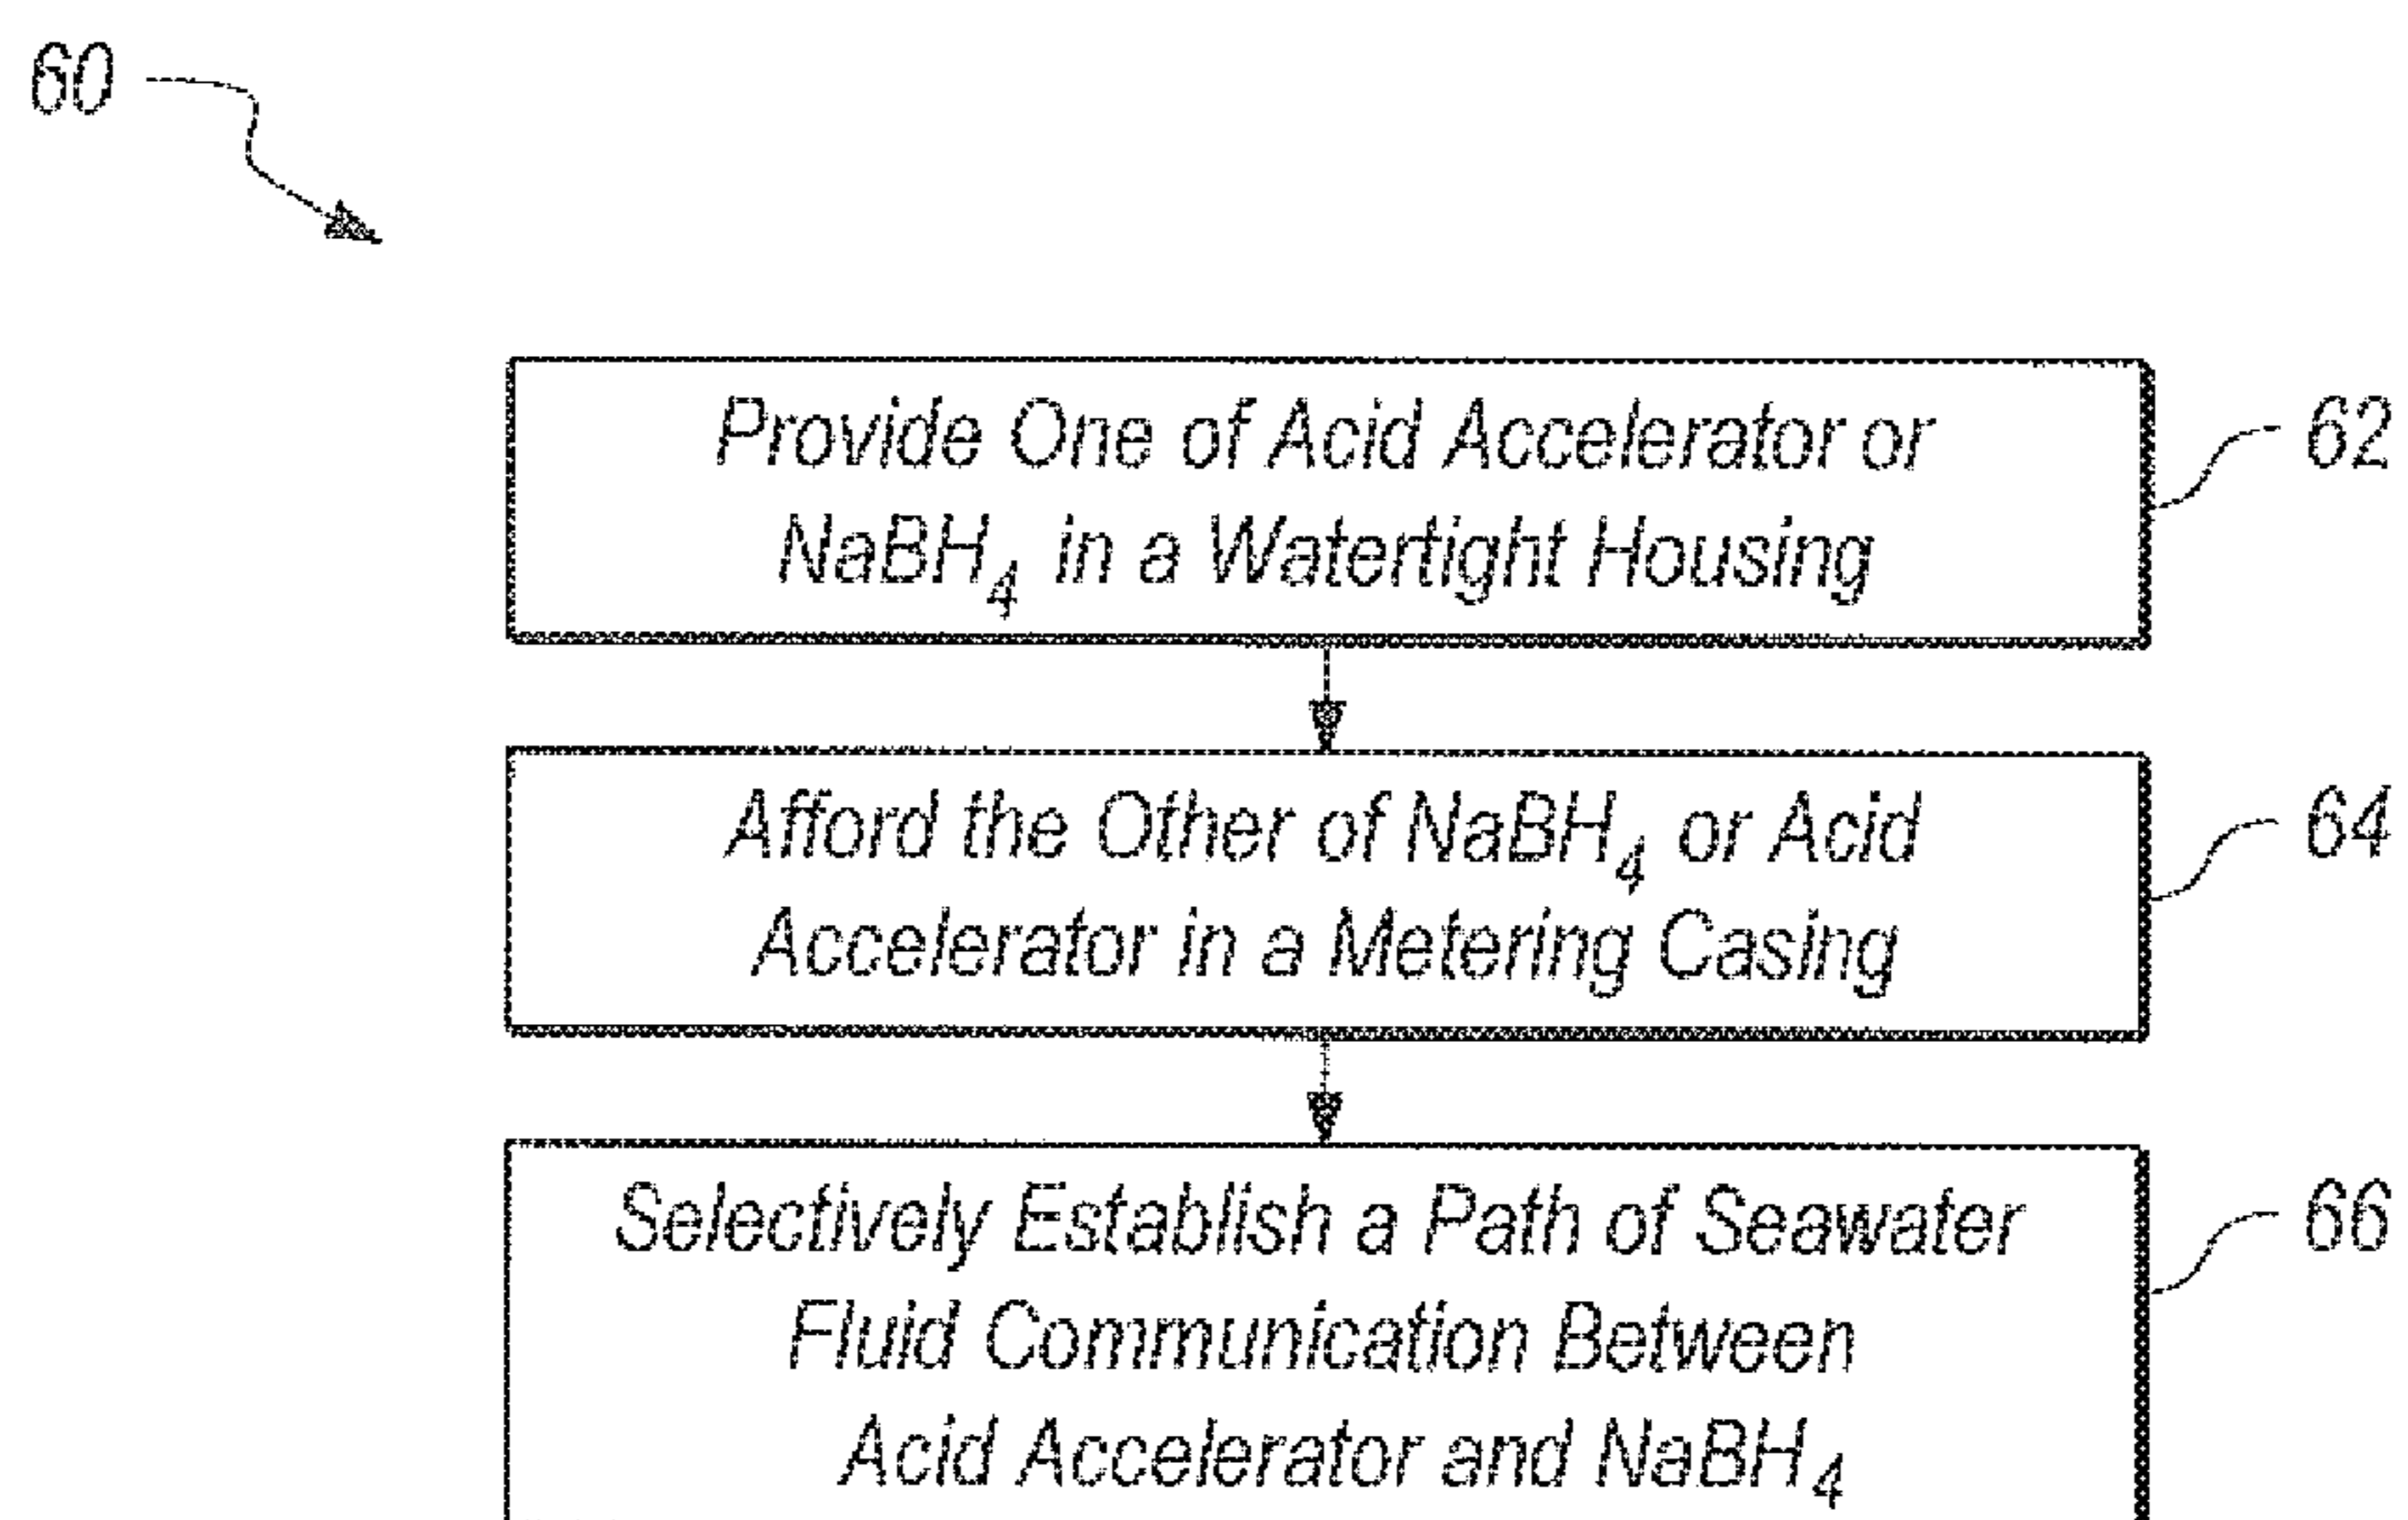 60
Provide One of Acid Accelerator or
NaBH₄ in a Watertight Housing
62
Afford the Other of NaBH₄ or Acid
Accelerator in a Metering Casing
64
Selectively Establish a Path of Seawater
Fluid Communication Between
Acid Accelerator and NaBH₄
66